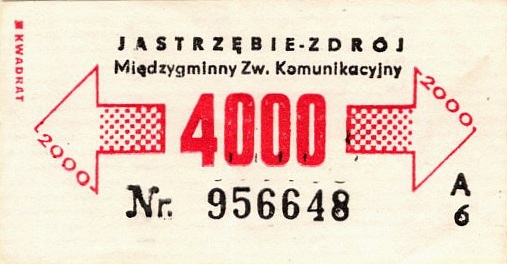 KWADRAT
JASTRZĘBIE-ZDRÓJ
Międzygminny Zw. Komunikacyjny
2000
4000
2000
Nr. 956648
A
6